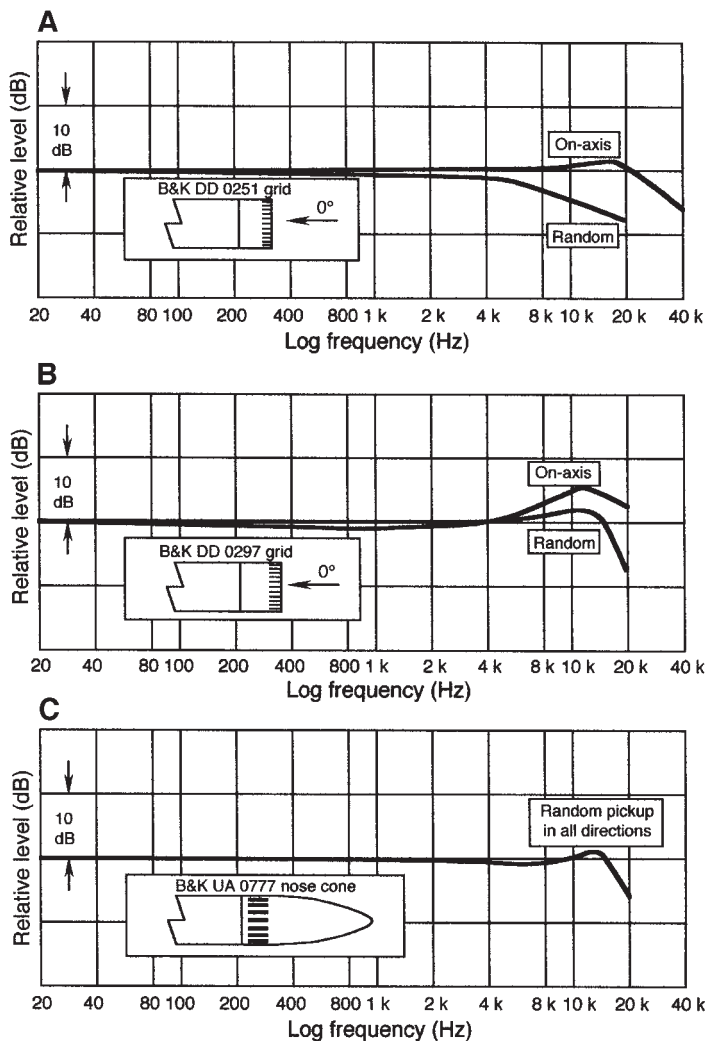 A
Relative level (dB)
10
dB
On-axis
Random
B&K DD 0251 grid
0°
20 40 80 100 200 400 800 1 k 2 k 4 k 8 k 10 k 20 k 40 k
Log frequency (Hz)
B
Relative level (dB)
10
dB
On-axis
Random
B&K DD 0297 grid
0°
20 40 80 100 200 400 800 1 k 2 k 4 k 8 k 10 k 20 k 40 k
Log frequency (Hz)
C
Relative level (dB)
10
dB
Random pickup
in all directions
B&K UA 0777 nose cone
20 40 80 100 200 400 800 1 k 2 k 4 k 8 k 10 k 20 k 40 k
Log frequency (Hz)